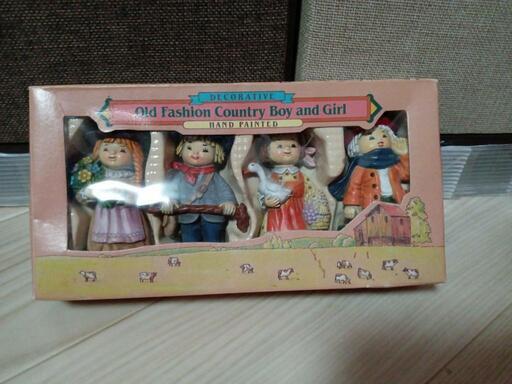 DECORATIVE
Old Fashion Country Boy and Girl
HAND PAINTED